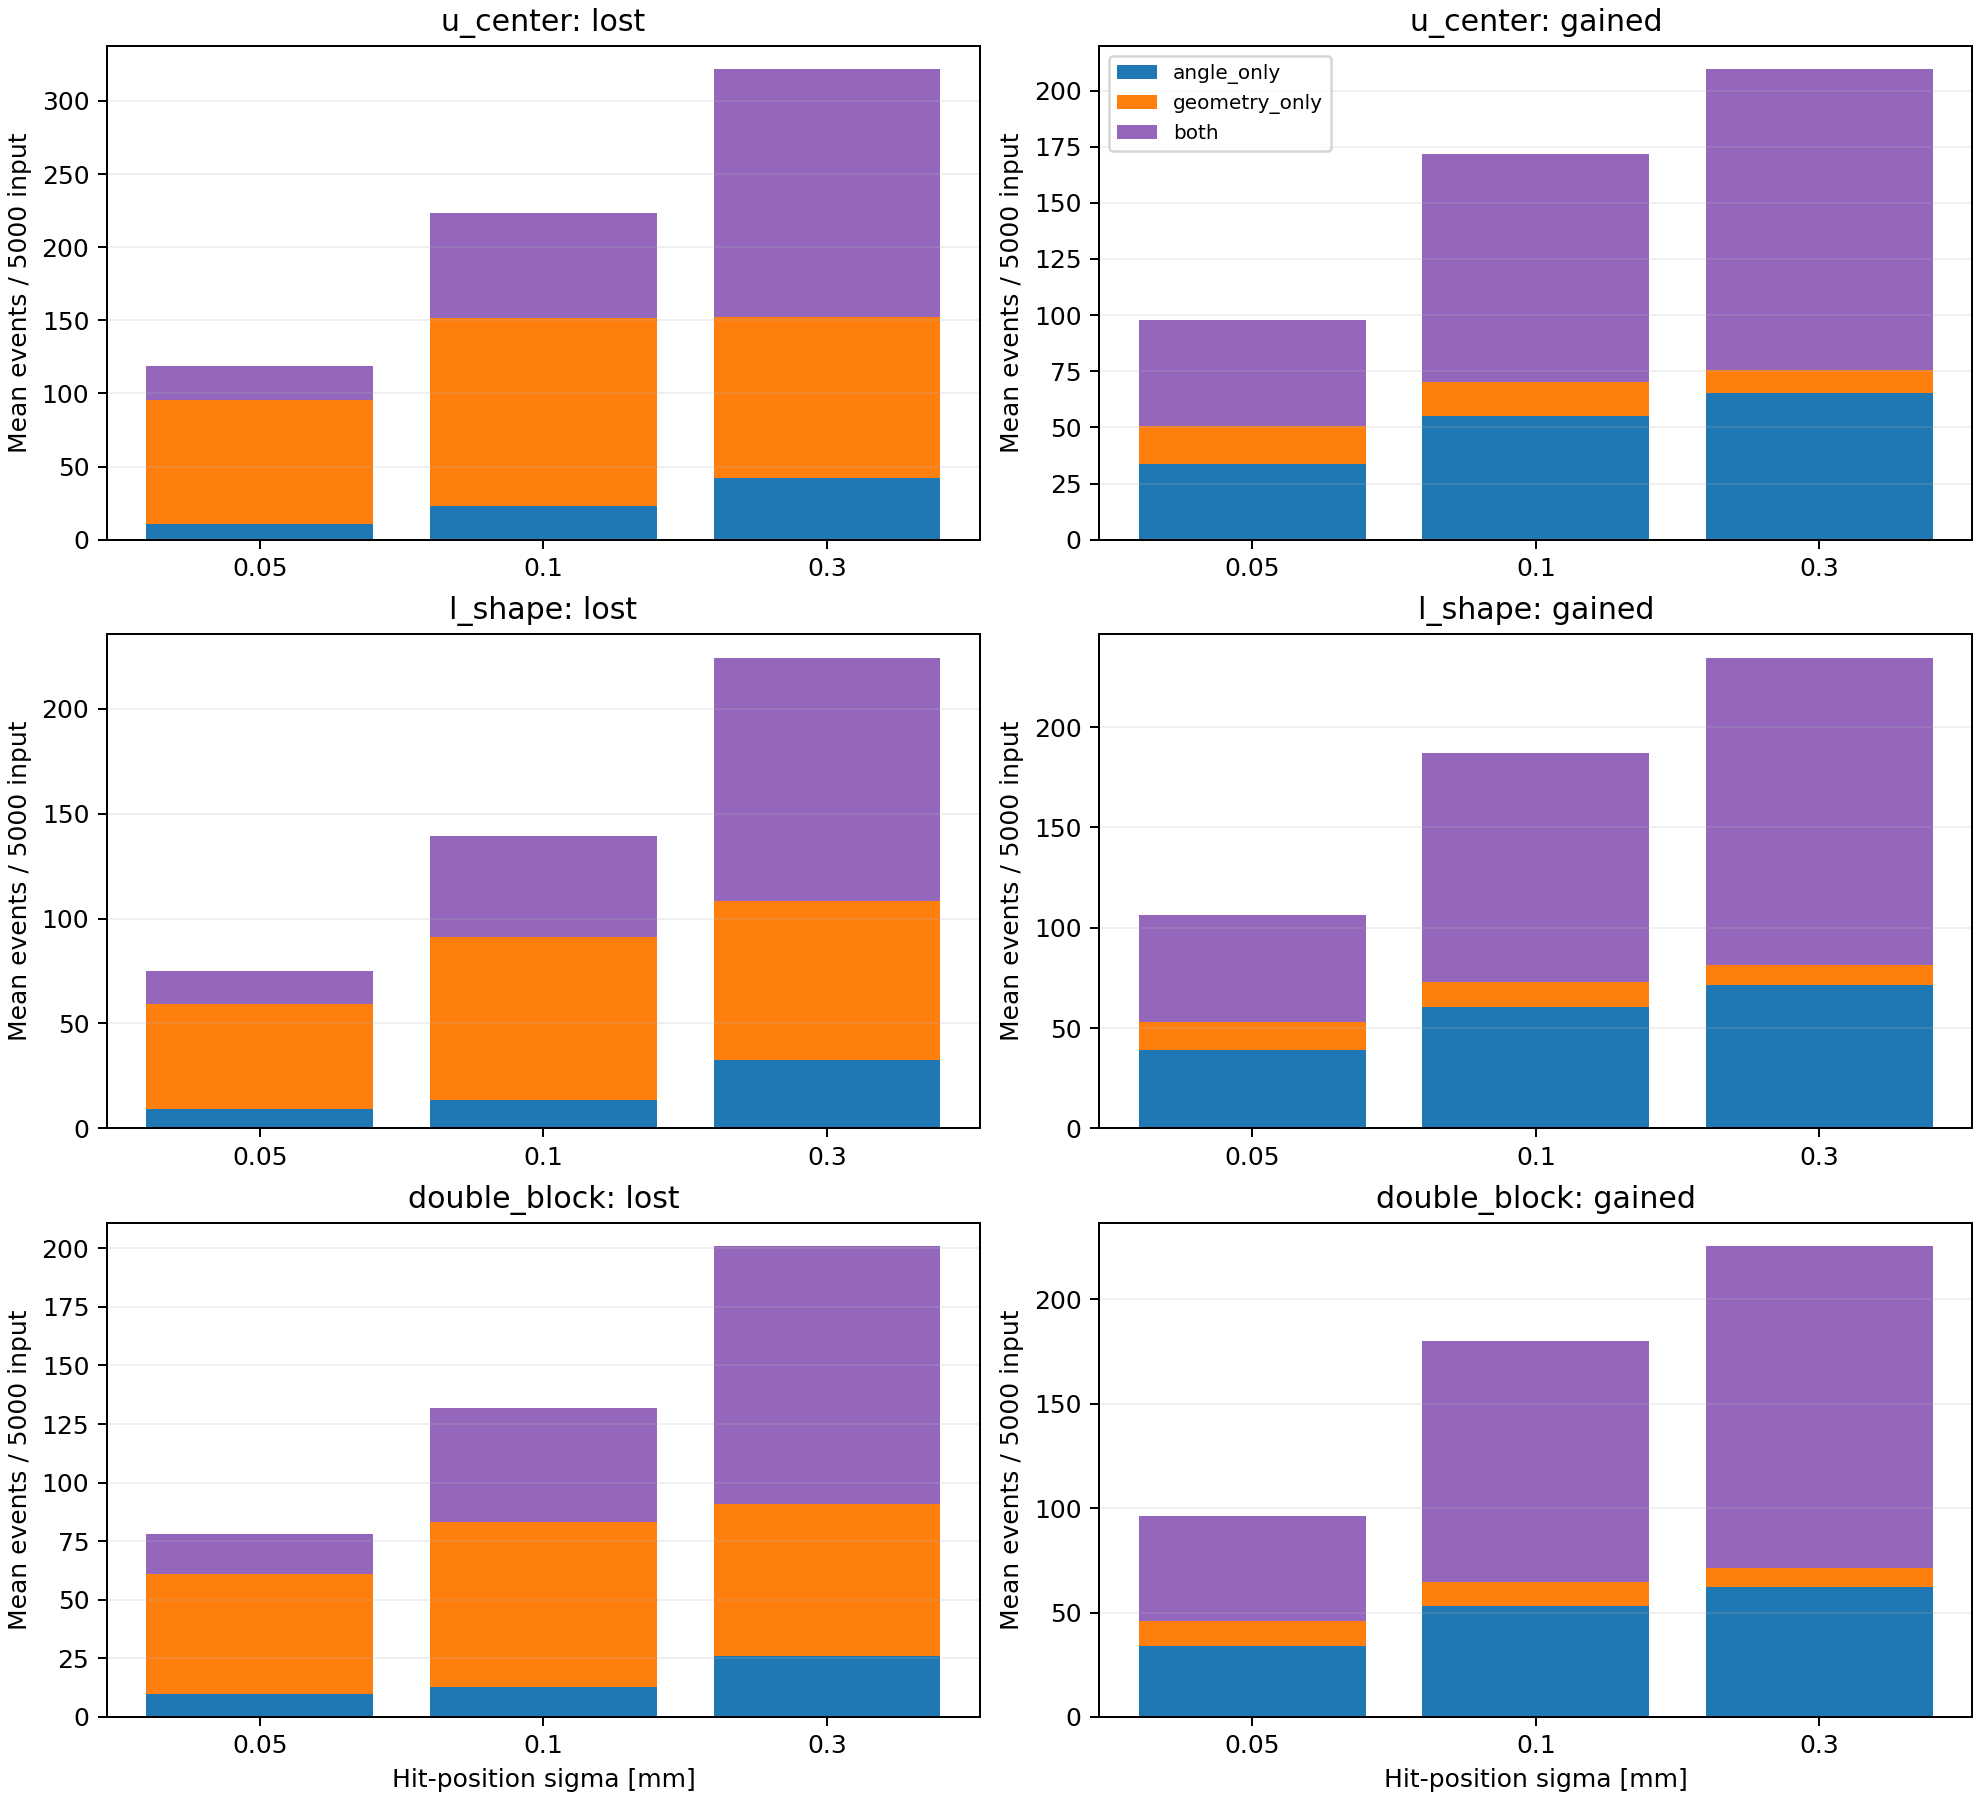 u_center: lost
Mean events / 5000 input
300
250
200
150
100
50
0
0.05 0.1 0.3
u_center: gained
Mean events / 5000 input
200
175
150
125
100
75
50
25
0
angle_only
geometry_only
both
0.05 0.1 0.3
l_shape: lost
Mean events / 5000 input
200
150
100
50
0
0.05 0.1 0.3
l_shape: gained
Mean events / 5000 input
200
150
100
50
0
0.05 0.1 0.3
double_block: lost
Mean events / 5000 input
200
175
150
125
100
75
50
25
0
0.05 0.1 0.3
Hit-position sigma [mm]
double_block: gained
Mean events / 5000 input
200
150
100
50
0
0.05 0.1 0.3
Hit-position sigma [mm]